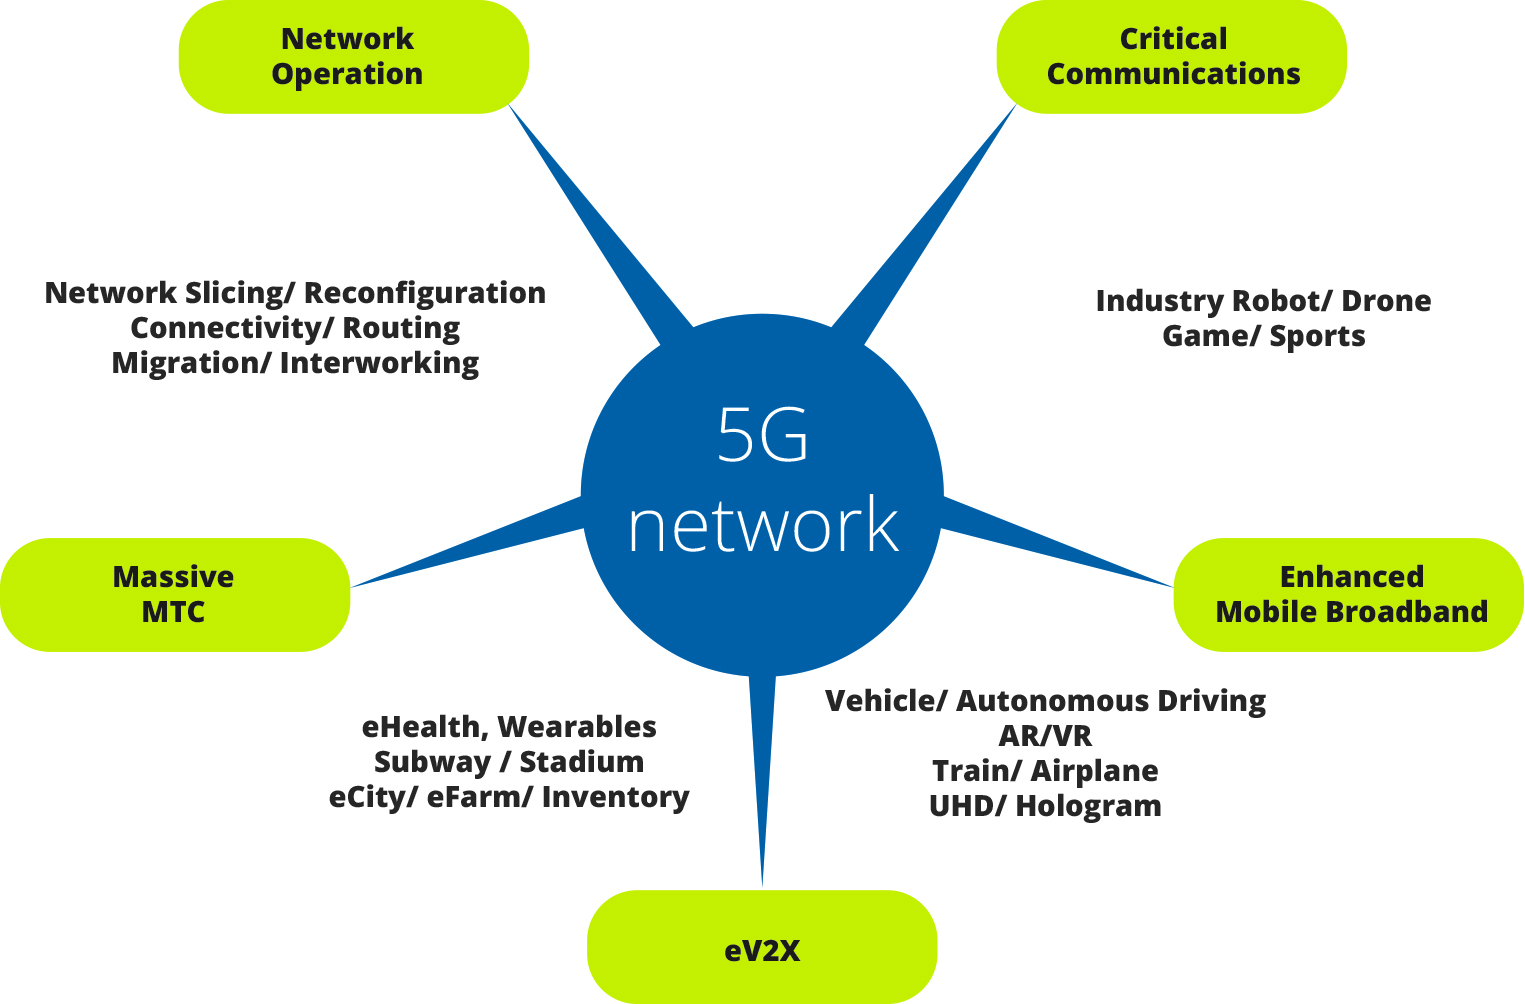 Network
Operation
Critical
Communications
Network Slicing/ Reconfiguration
Connectivity/ Routing
Migration/ Interworking
Industry Robot/ Drone
Game/ Sports
5G
network
Massive
MTC
Enhanced
Mobile Broadband
eHealth, Wearables
Subway / Stadium
eCity/ eFarm/ Inventory
Vehicle/ Autonomous Driving
AR/VR
Train/ Airplane
UHD/ Hologram
eV2X